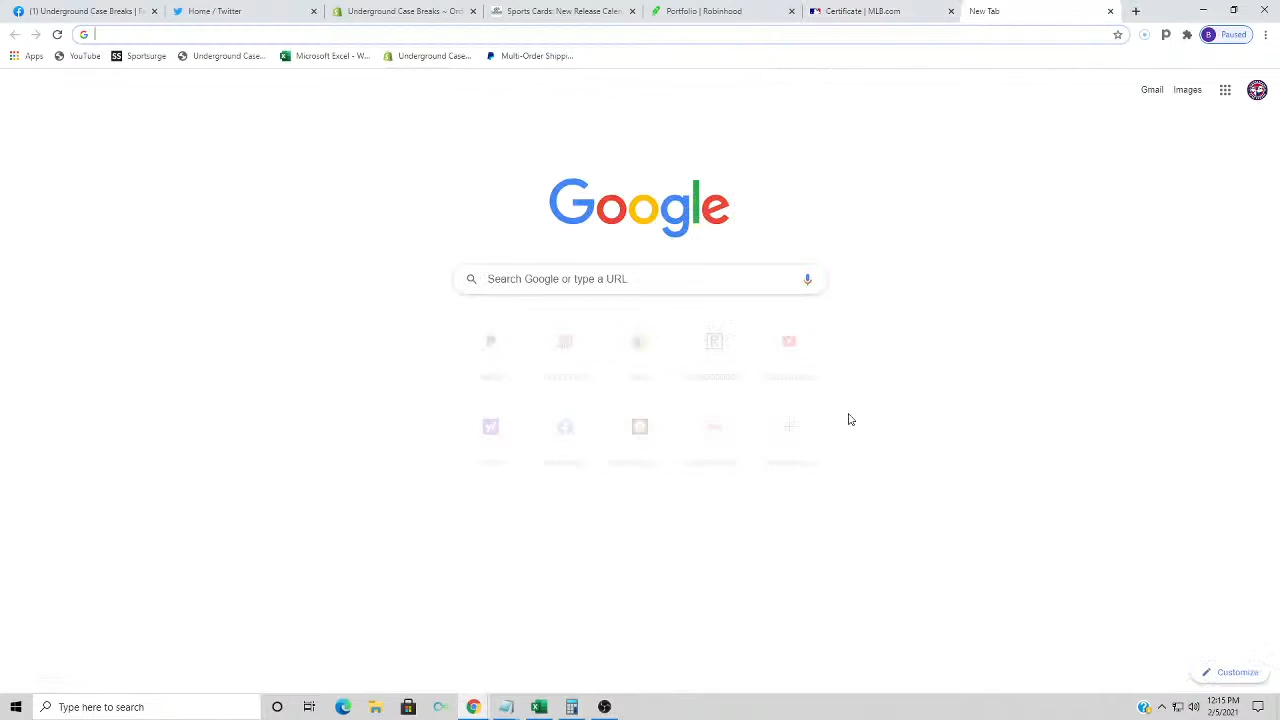 (1) Underground Case Breaks | F
Home / Twitter
Underground Case Breaks ~ Ord
Sports Cards: New Release Calen
Portfolio | Robinhood
Certificate | MLB.com
New Tab
B Paused
Apps
YouTube
SS Sportsurge
Underground Case...
Microsoft Excel - W...
Underground Case...
Multi-Order Shippi...
Gmail Images
Google
Search Google or type a URL
Customize
Type here to search
12:15 PM
2/5/2021